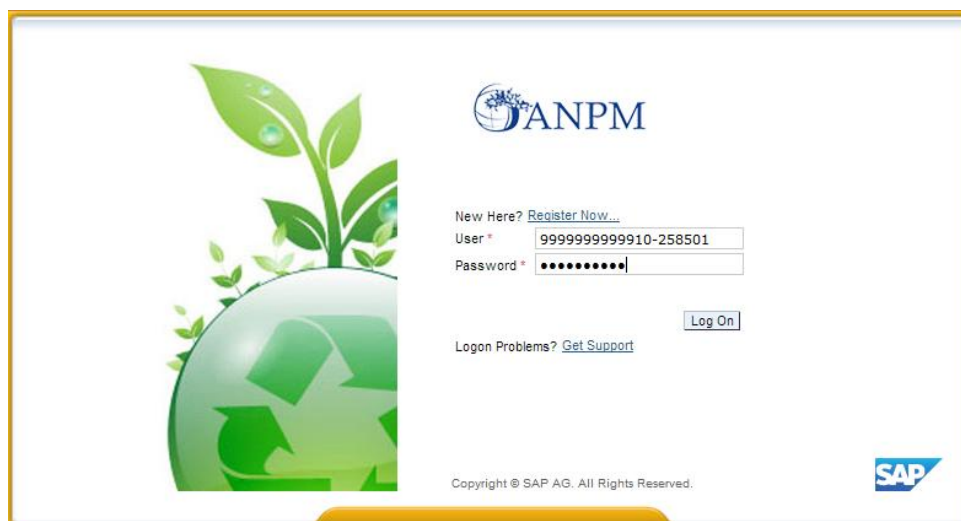 ANPM
New Here? Register Now...
User * 9999999999910-258501
Password * ●●●●●●●●●●
Log On
Logon Problems? Get Support
Copyright © SAP AG. All Rights Reserved.
SAP